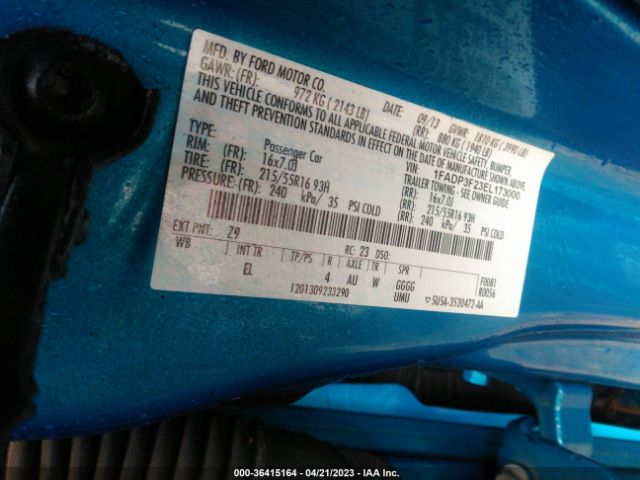 MFD. BY FORD MOTOR CO.
DATE: 09/13 GVWR: 1810 KG (3990 LB)
GAWR: (FR): 972 KG (2143 LB) (RR): 880 KG (1940 LB)
THIS VEHICLE CONFORMS TO ALL APPLICABLE FEDERAL MOTOR VEHICLE SAFETY, BUMPER,
AND THEFT PREVENTION STANDARDS IN EFFECT ON THE DATE OF MANUFACTURE SHOWN ABOVE.
VIN: 1FADP3F23EL173000
TYPE: Passenger Car TRAILER TOWING - SEE OWNER GUIDE
RIM: (FR): 16x7.0J (RR): 16x7.0J
TIRE: (FR): 215/55R16 93H (RR): 215/55R16 93H
PRESSURE: (FR): 240 kPa/ 35 PSI COLD (RR): 240 kPa/ 35 PSI COLD
EXT PNT: Z9 RC: 23 DSO:
WB INT TR TP/PS R AXLE TR SPR
EL 4 AU W GGGG F0081
UMU R0056
1201309233290 ▽ 5U5A-3520472-AA
000-36415164 - 04/21/2023 - IAA Inc.